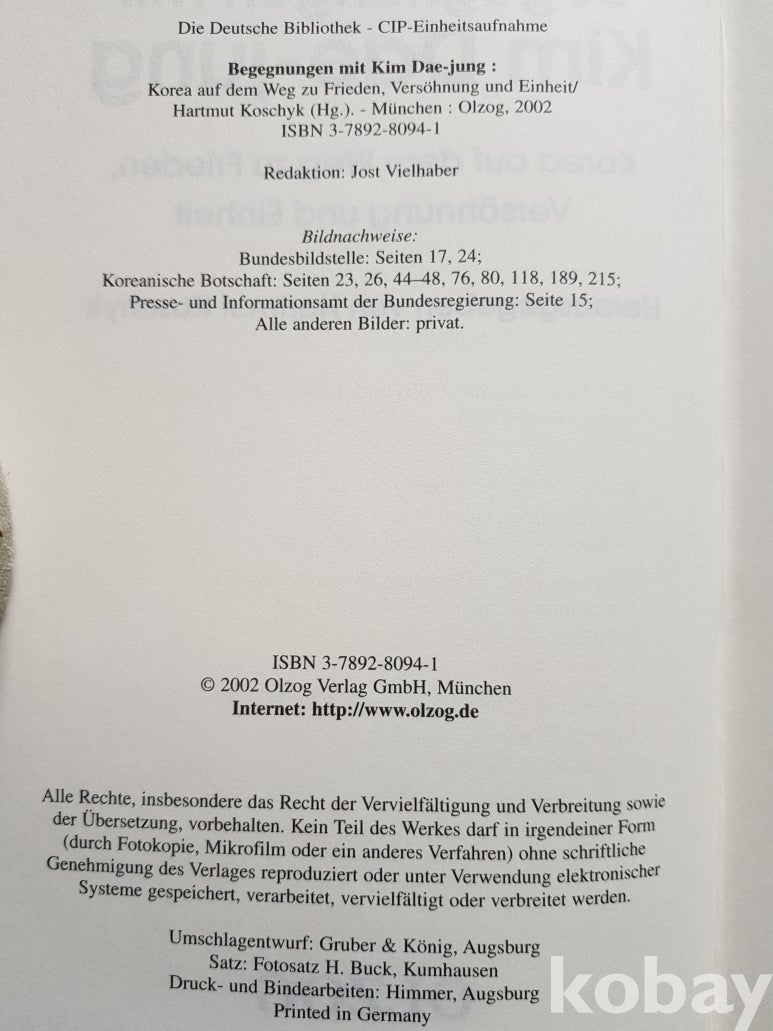 Die Deutsche Bibliothek - CIP-Einheitsaufnahme
Begegnungen mit Kim Dae-jung :
Korea auf dem Weg zu Frieden, Versöhnung und Einheit/
Hartmut Koschyk (Hg.). - München : Olzog, 2002
ISBN 3-7892-8094-1
Redaktion: Jost Vielhaber
Bildnachweise:
Bundesbildstelle: Seiten 17, 24;
Koreanische Botschaft: Seiten 23, 26, 44–48, 76, 80, 118, 189, 215;
Presse- und Informationsamt der Bundesregierung: Seite 15;
Alle anderen Bilder: privat.
ISBN 3-7892-8094-1
© 2002 Olzog Verlag GmbH, München
Internet: http://www.olzog.de
Alle Rechte, insbesondere das Recht der Vervielfältigung und Verbreitung sowie
der Übersetzung, vorbehalten. Kein Teil des Werkes darf in irgendeiner Form
(durch Fotokopie, Mikrofilm oder ein anderes Verfahren) ohne schriftliche
Genehmigung des Verlages reproduziert oder unter Verwendung elektronischer
Systeme gespeichert, verarbeitet, vervielfältigt oder verbreitet werden.
Umschlagentwurf: Gruber & König, Augsburg
Satz: Fotosatz H. Buck, Kumhausen
Druck- und Bindearbeiten: Himmer, Augsburg
Printed in Germany
kobay